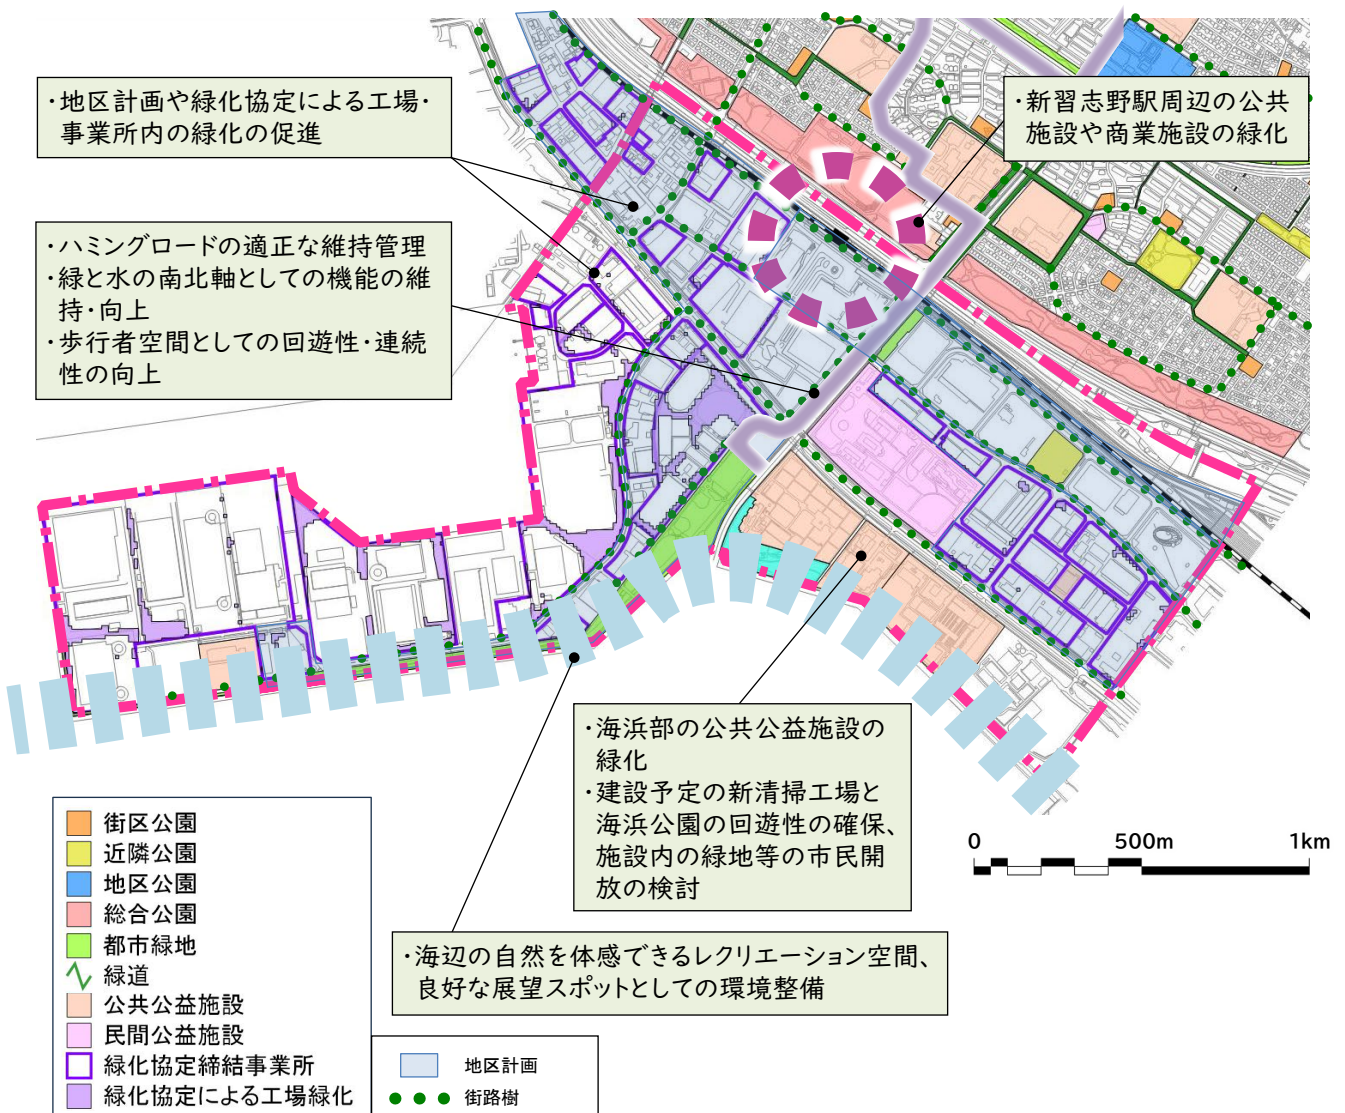 ・地区計画や緑化協定による工場・
事業所内の緑化の促進
・新習志野駅周辺の公共
施設や商業施設の緑化
・ハミングロードの適正な維持管理
・緑と水の南北軸としての機能の維
持・向上
・歩行者空間としての回遊性・連続
性の向上
・海浜部の公共公益施設の
緑化
・建設予定の新清掃工場と
海浜公園の回遊性の確保、
施設内の緑地等の市民開
放の検討
・海辺の自然を体感できるレクリエーション空間、
良好な展望スポットとしての環境整備
0 500m 1km
街区公園
近隣公園
地区公園
総合公園
都市緑地
緑道
公共公益施設
民間公益施設
緑化協定締結事業所
緑化協定による工場緑化
地区計画
街路樹